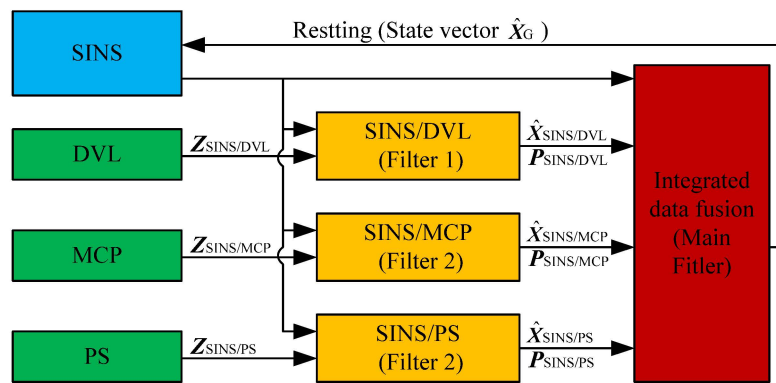 Restting (State vector X̂G )
SINS
DVL
ZSINS/DVL
SINS/DVL
(Filter 1)
X̂SINS/DVL
PSINS/DVL
MCP
ZSINS/MCP
SINS/MCP
(Filter 2)
X̂SINS/MCP
PSINS/MCP
PS
ZSINS/PS
SINS/PS
(Filter 2)
X̂SINS/PS
PSINS/PS
Integrated
data fusion
(Main
Fitler)